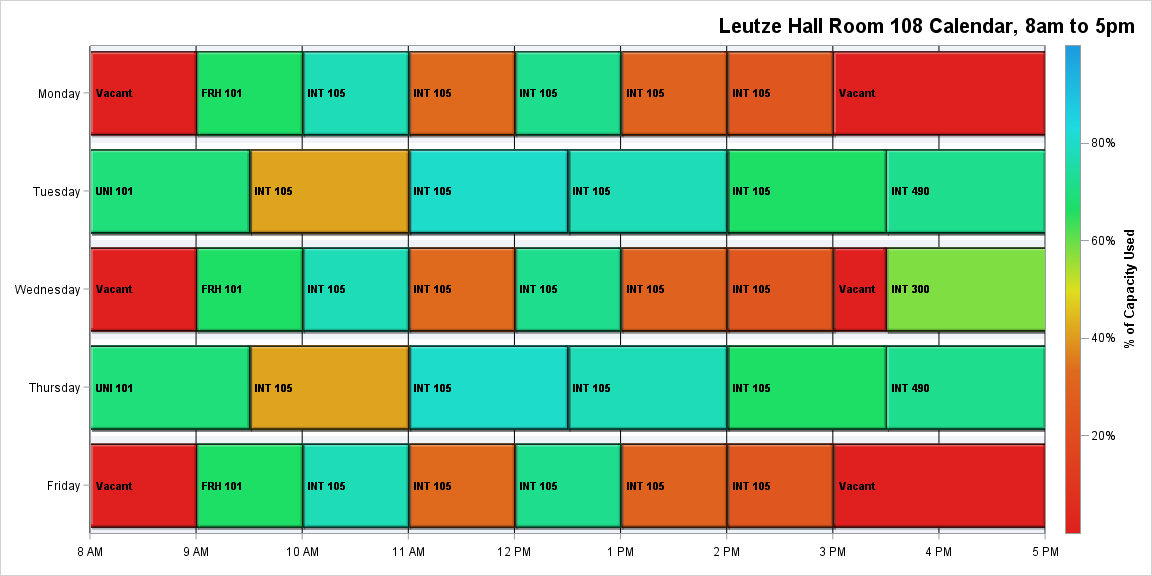 Leutze Hall Room 108 Calendar, 8am to 5pm
Monday
Vacant
FRH 101
INT 105
INT 105
INT 105
INT 105
INT 105
Vacant
Tuesday
UNI 101
INT 105
INT 105
INT 105
INT 105
INT 490
Wednesday
Vacant
FRH 101
INT 105
INT 105
INT 105
INT 105
INT 105
Vacant
INT 300
Thursday
UNI 101
INT 105
INT 105
INT 105
INT 105
INT 490
Friday
Vacant
FRH 101
INT 105
INT 105
INT 105
INT 105
INT 105
Vacant
8 AM
9 AM
10 AM
11 AM
12 PM
1 PM
2 PM
3 PM
4 PM
5 PM
80%
60%
40%
20%
% of Capacity Used